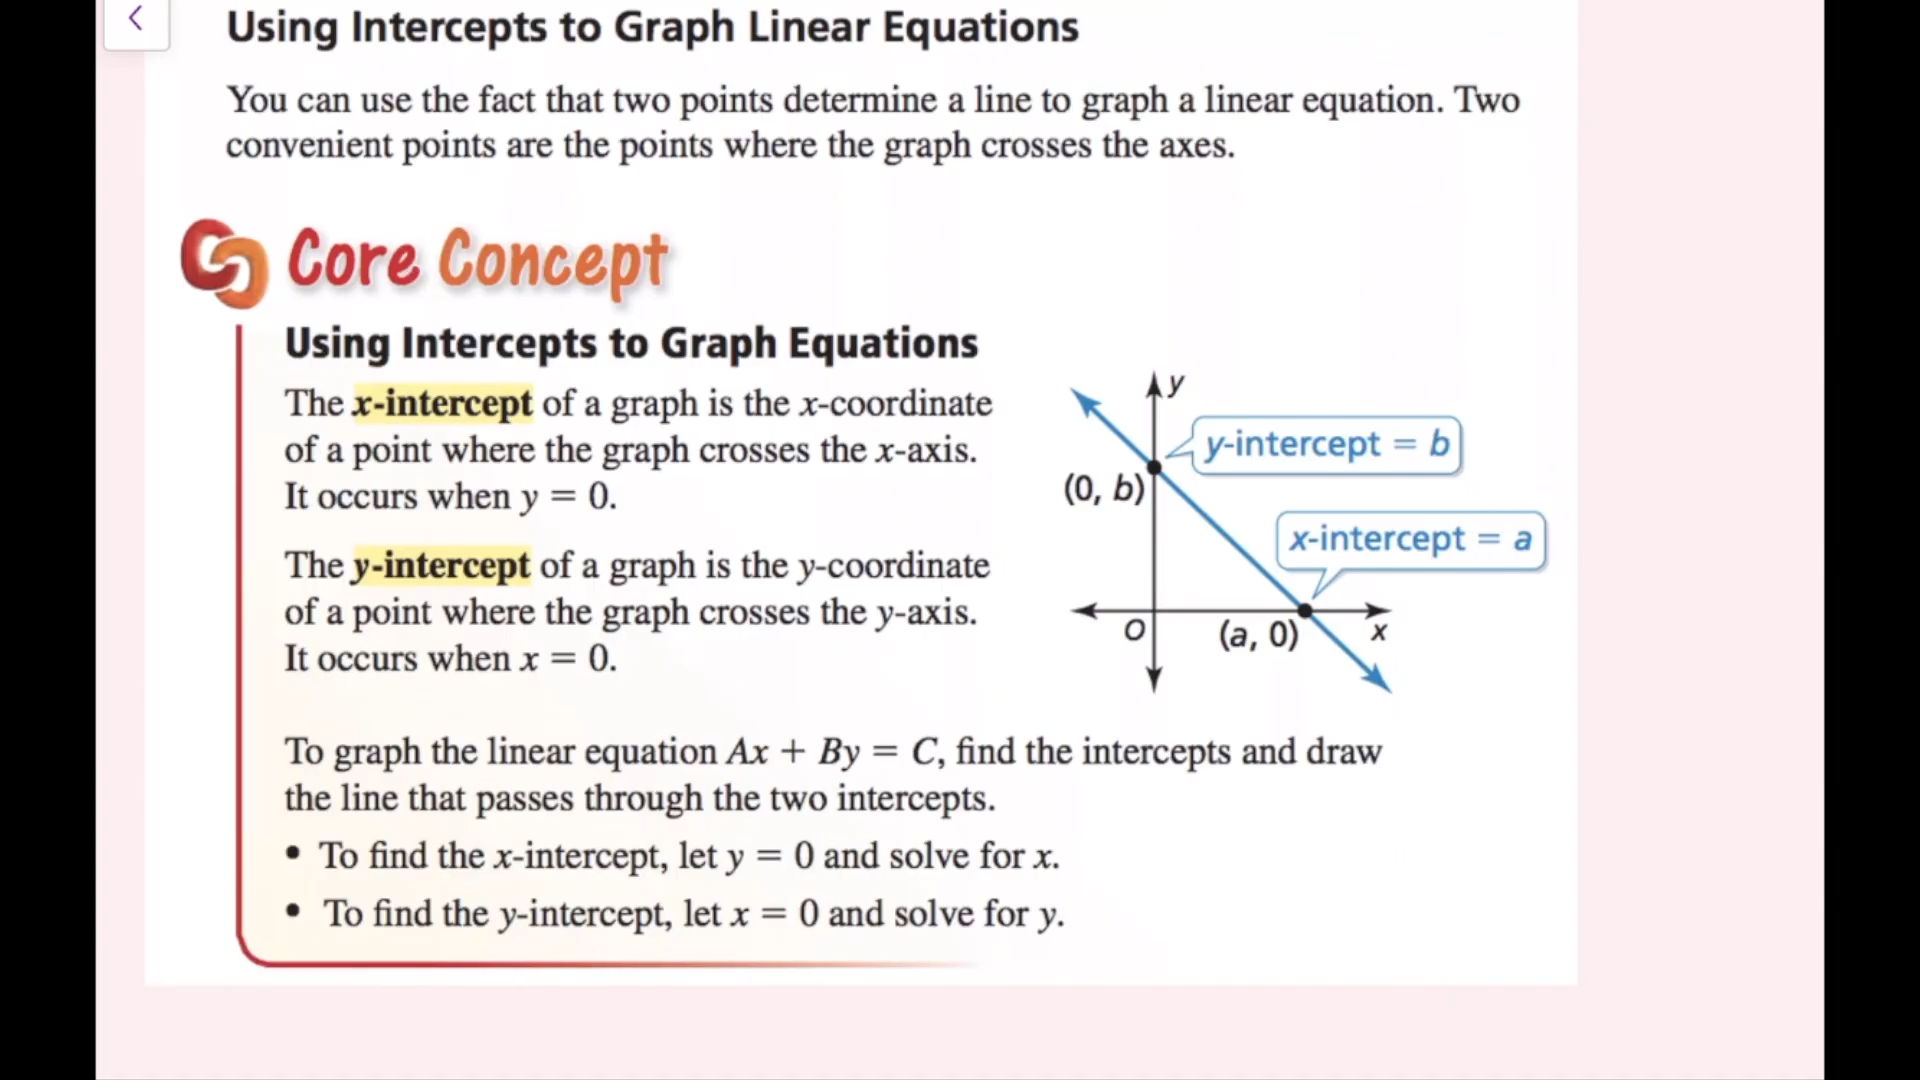 Using Intercepts to Graph Linear Equations
You can use the fact that two points determine a line to graph a linear equation. Two
convenient points are the points where the graph crosses the axes.
Core Concept
Using Intercepts to Graph Equations
The x-intercept of a graph is the x-coordinate
of a point where the graph crosses the x-axis.
It occurs when y = 0.
The y-intercept of a graph is the y-coordinate
of a point where the graph crosses the y-axis.
It occurs when x = 0.
y
y-intercept = b
(0, b)
x-intercept = a
O
(a, 0)
x
To graph the linear equation Ax + By = C, find the intercepts and draw
the line that passes through the two intercepts.
• To find the x-intercept, let y = 0 and solve for x.
• To find the y-intercept, let x = 0 and solve for y.